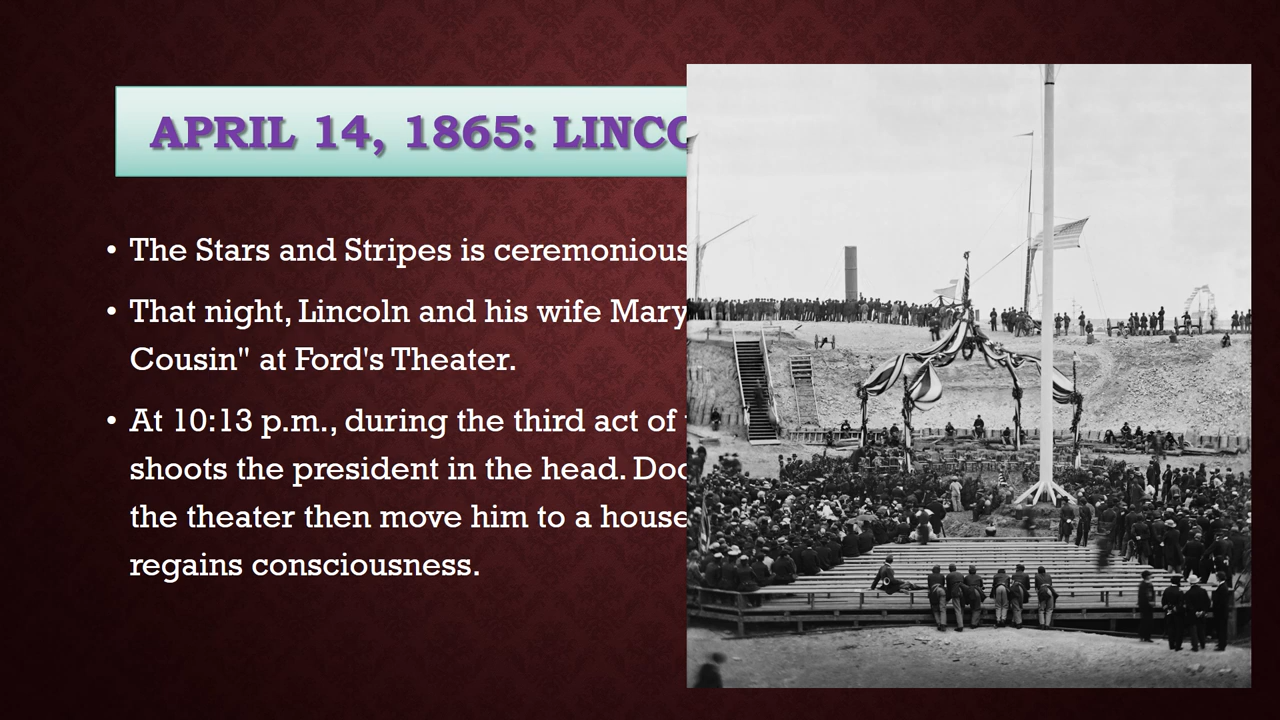 APRIL 14, 1865: LINCO
The Stars and Stripes is ceremonious
That night, Lincoln and his wife Mary
Cousin" at Ford's Theater.
At 10:13 p.m., during the third act of
shoots the president in the head. Doc
the theater then move him to a house
regains consciousness.